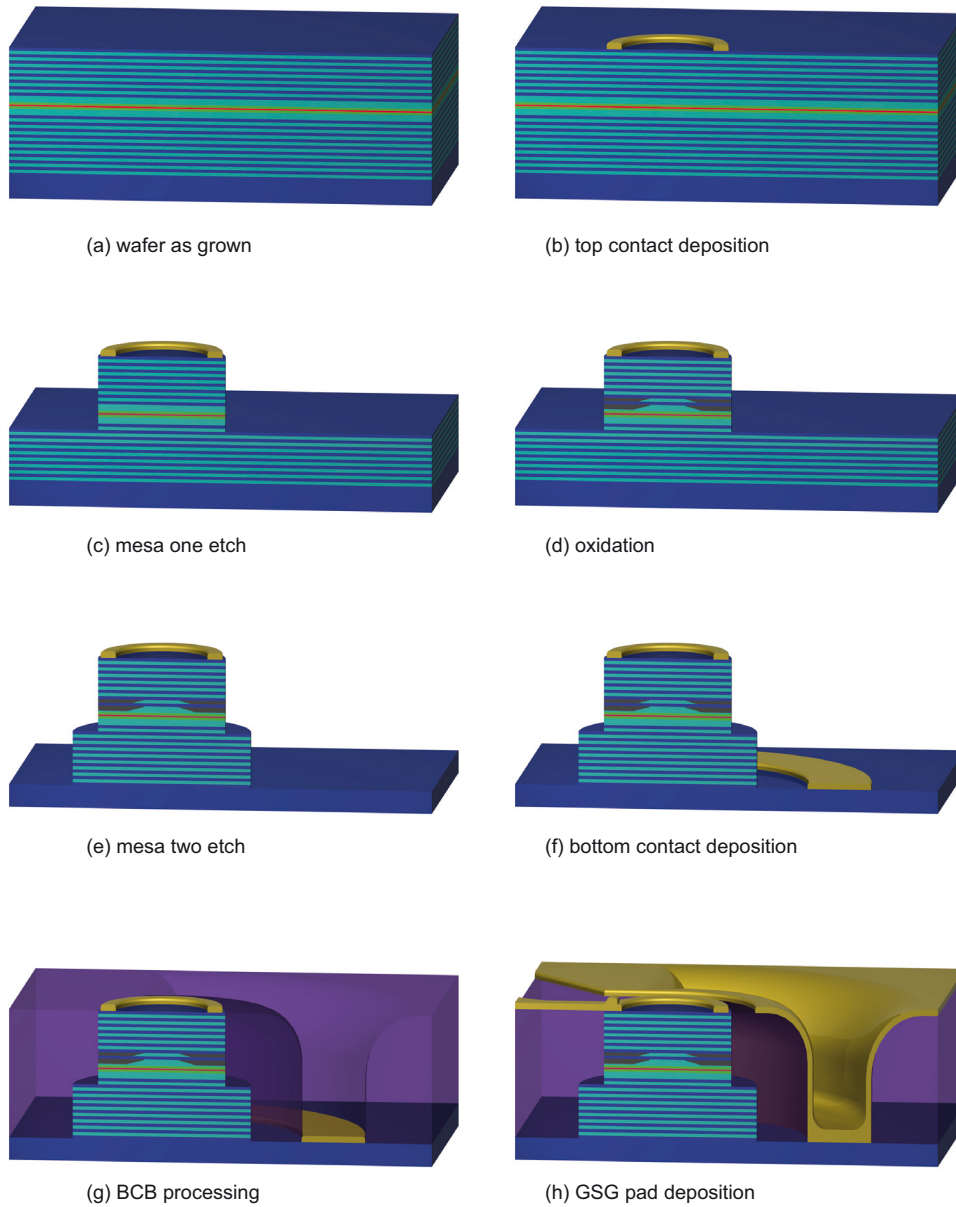 (a) wafer as grown
(b) top contact deposition
(c) mesa one etch
(d) oxidation
(e) mesa two etch
(f) bottom contact deposition
(g) BCB processing
(h) GSG pad deposition